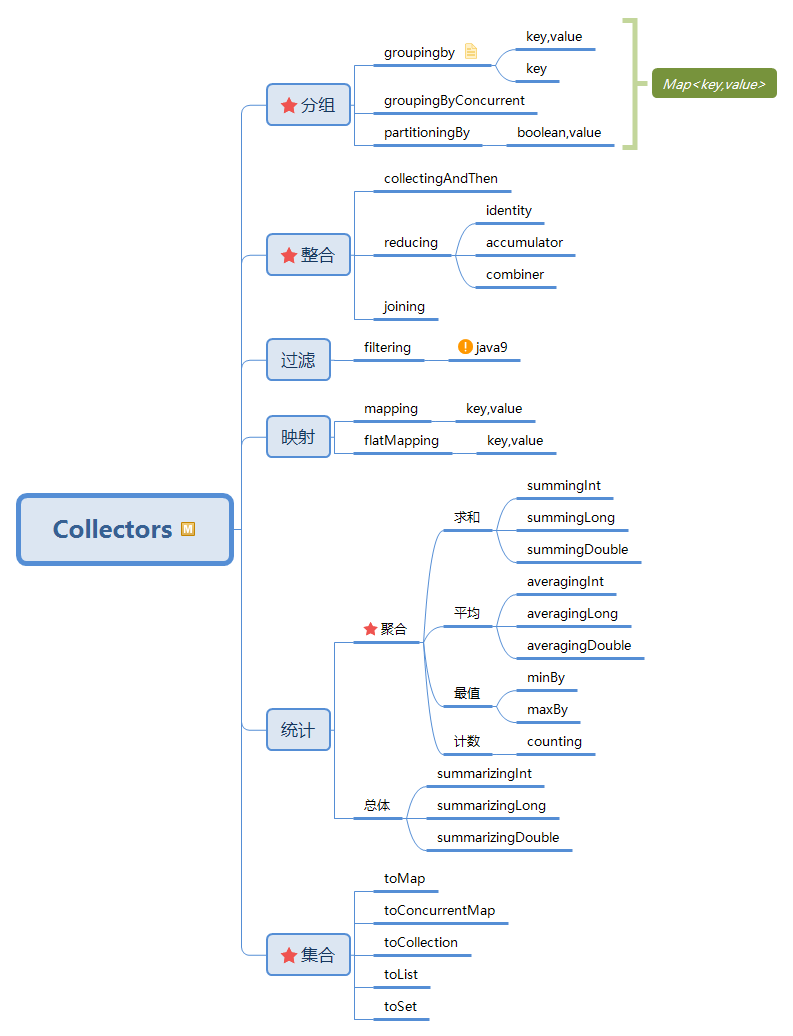 Collectors M
分组
groupingby
key,value
key
groupingByConcurrent
partitioningBy
boolean,value
Map<key,value>
整合
collectingAndThen
reducing
identity
accumulator
combiner
joining
过滤
filtering
java9
映射
mapping
key,value
flatMapping
key,value
统计
聚合
求和
summingInt
summingLong
summingDouble
平均
averagingInt
averagingLong
averagingDouble
最值
minBy
maxBy
计数
counting
总体
summarizingInt
summarizingLong
summarizingDouble
集合
toMap
toConcurrentMap
toCollection
toList
toSet